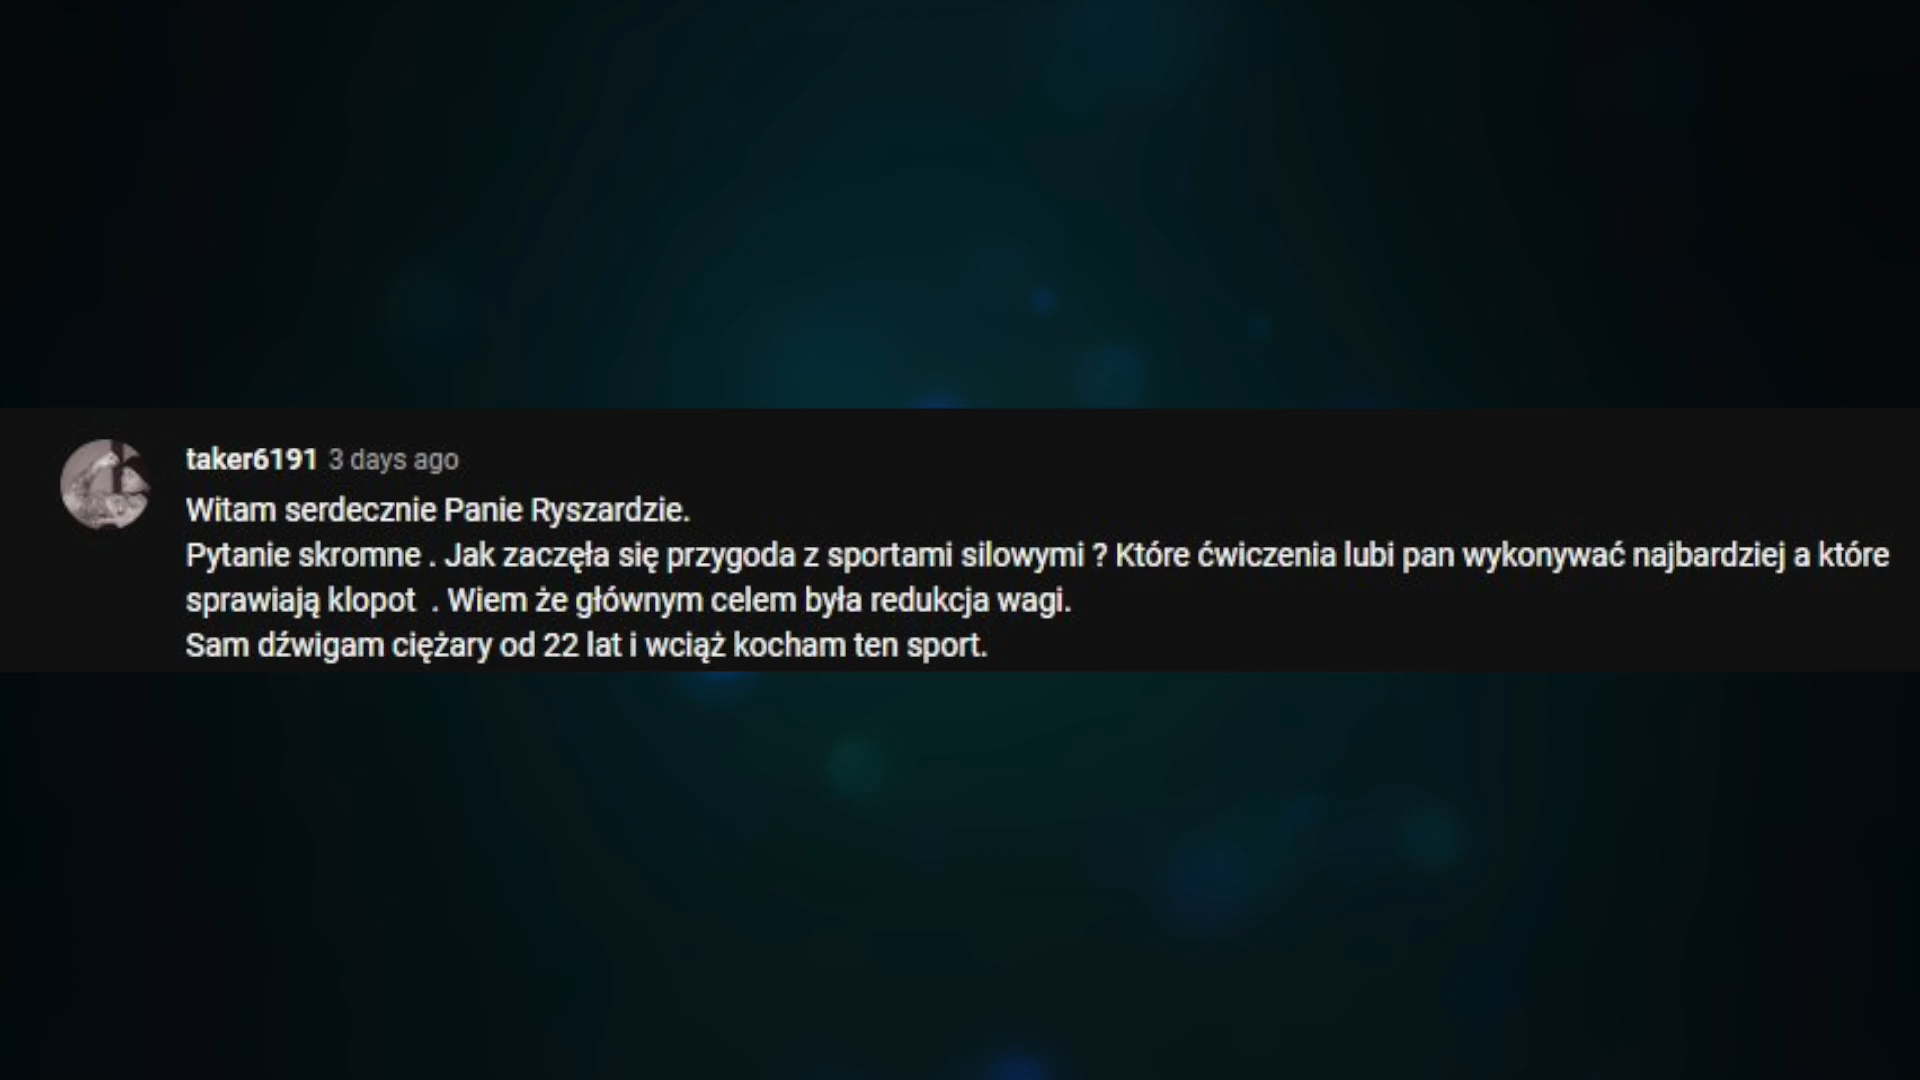 taker6191 3 days ago
Witam serdecznie Panie Ryszardzie.
Pytanie skromne . Jak zaczęła się przygoda z sportami silowymi ? Które ćwiczenia lubi pan wykonywać najbardziej a które
sprawiają klopot  . Wiem że głównym celem była redukcja wagi.
Sam dźwigam ciężary od 22 lat i wciąż kocham ten sport.